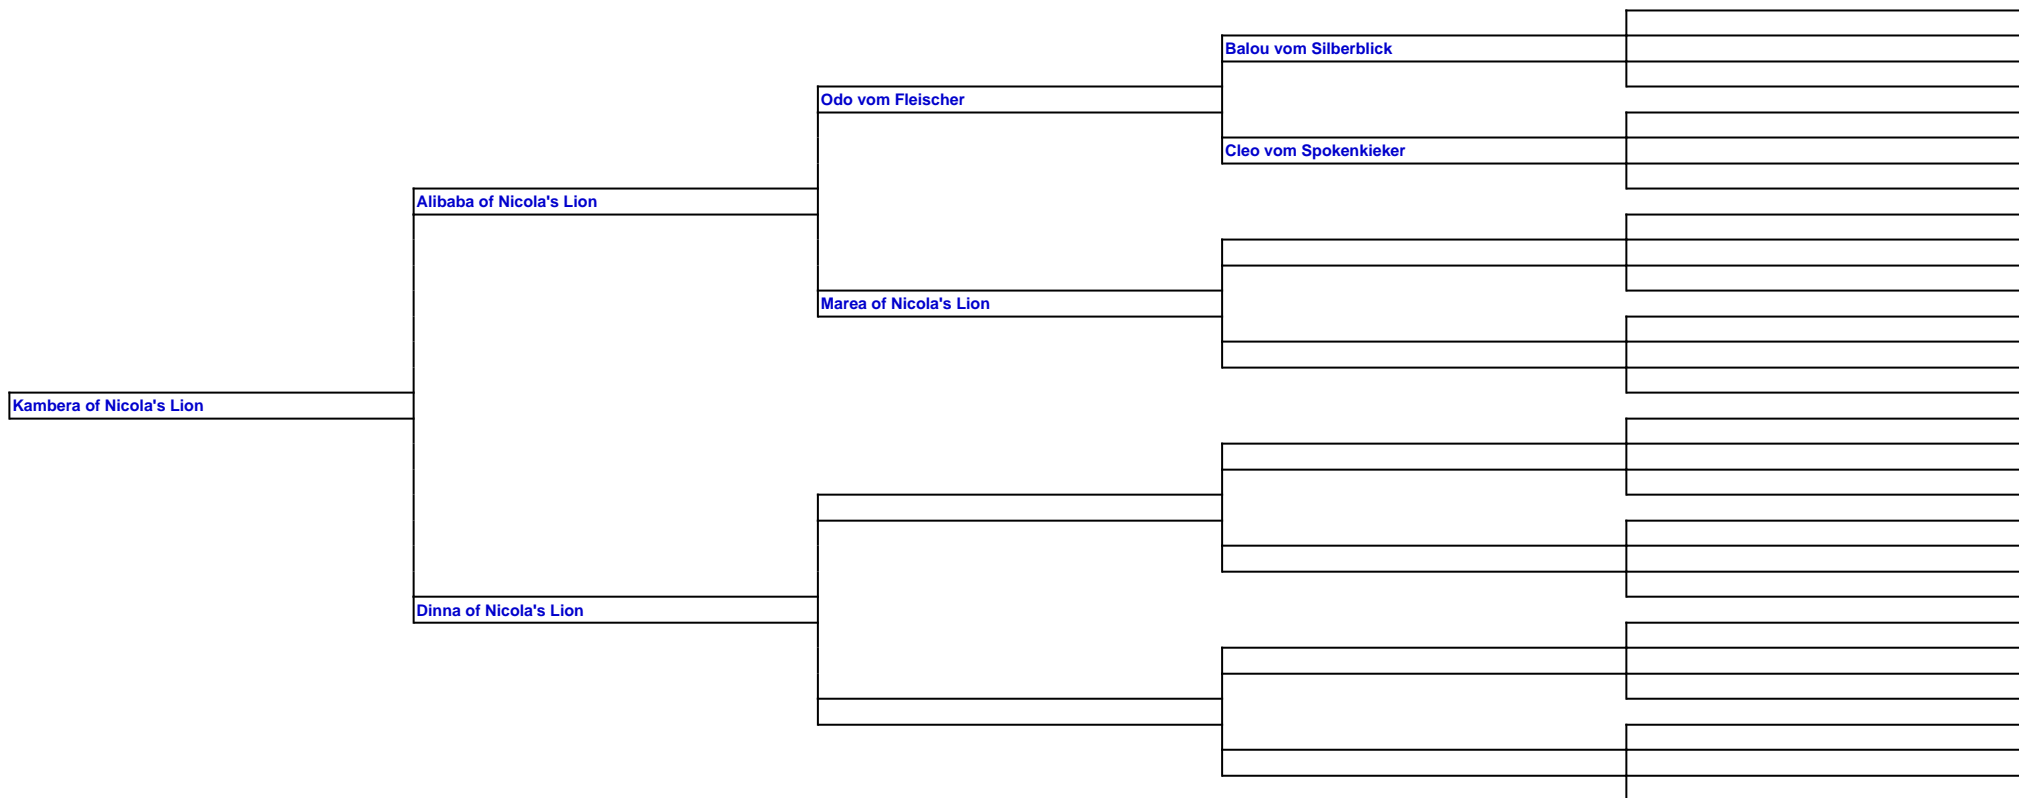 Balou vom Silberblick
Odo vom Fleischer
Cleo vom Spokenkieker
Alibaba of Nicola's Lion
Marea of Nicola's Lion
Kambera of Nicola's Lion
Dinna of Nicola's Lion